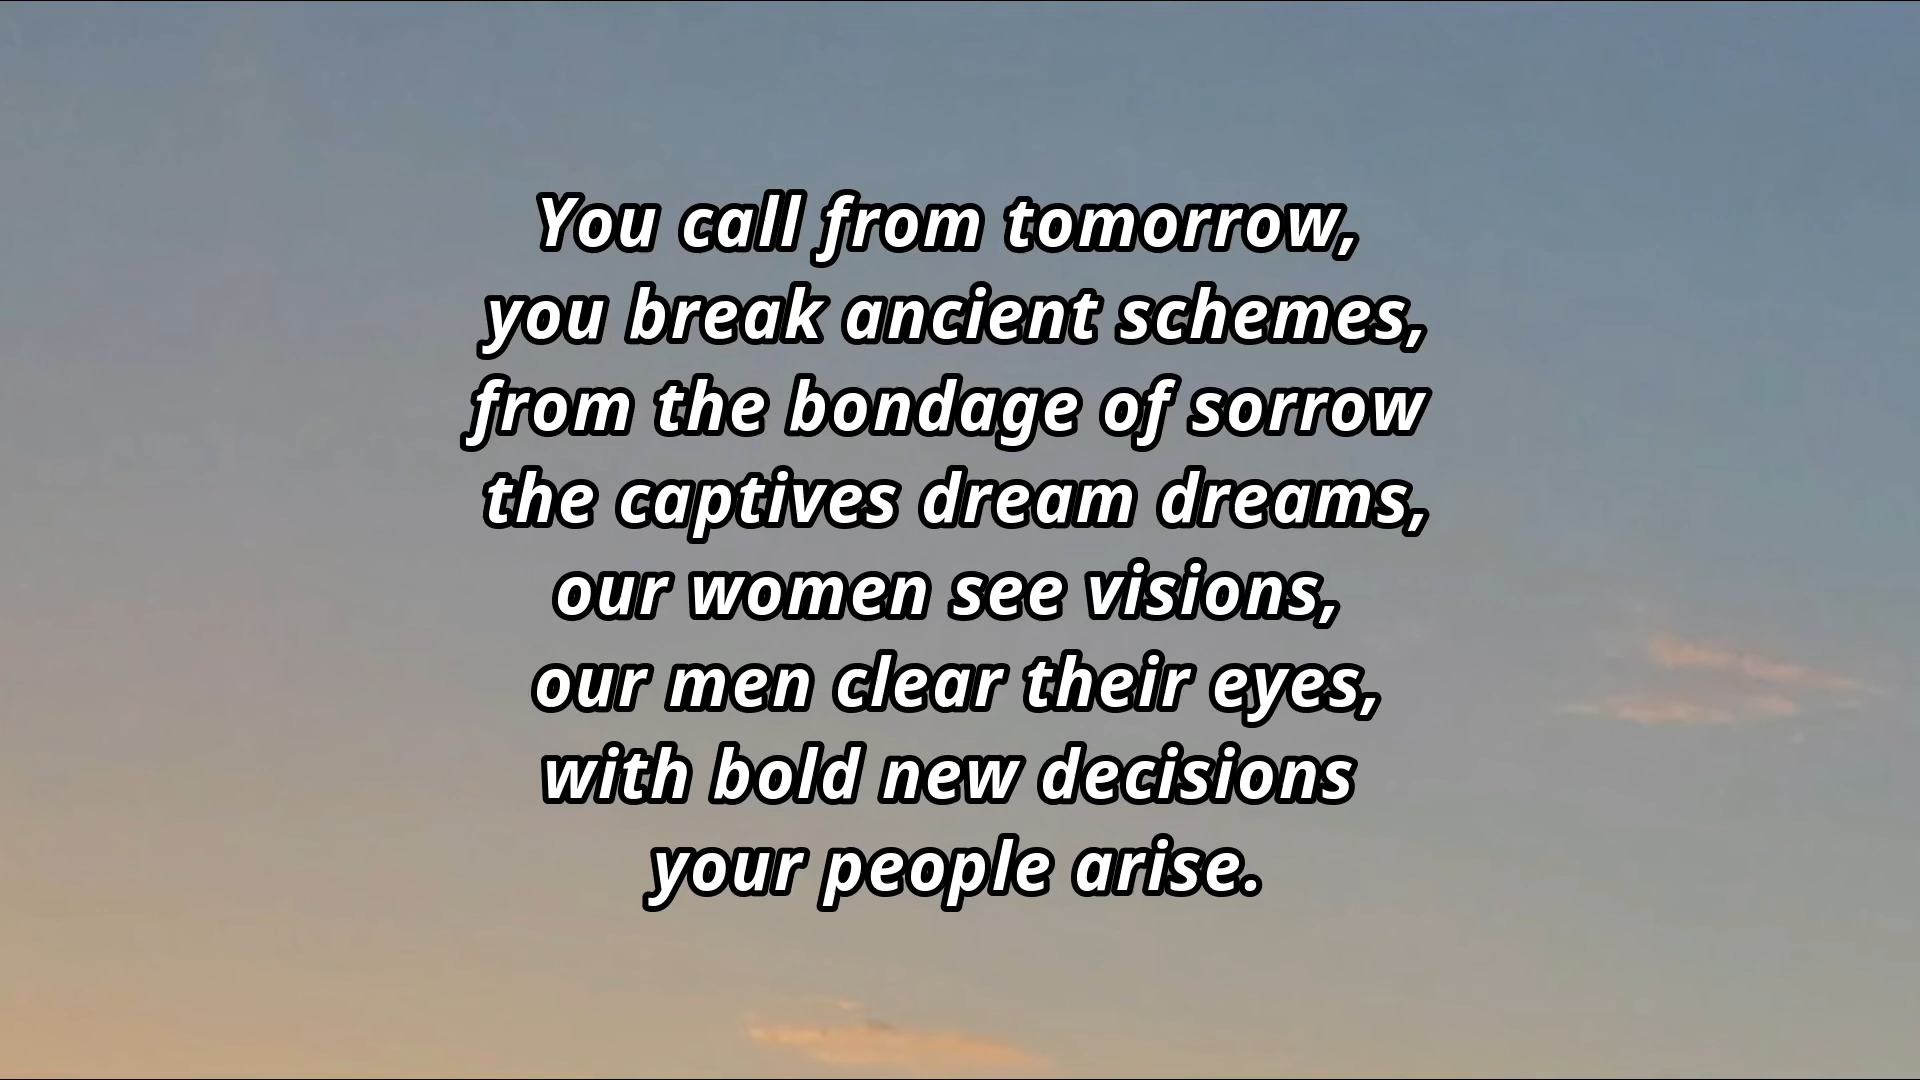 You call from tomorrow,
you break ancient schemes,
from the bondage of sorrow
the captives dream dreams,
our women see visions,
our men clear their eyes,
with bold new decisions
your people arise.